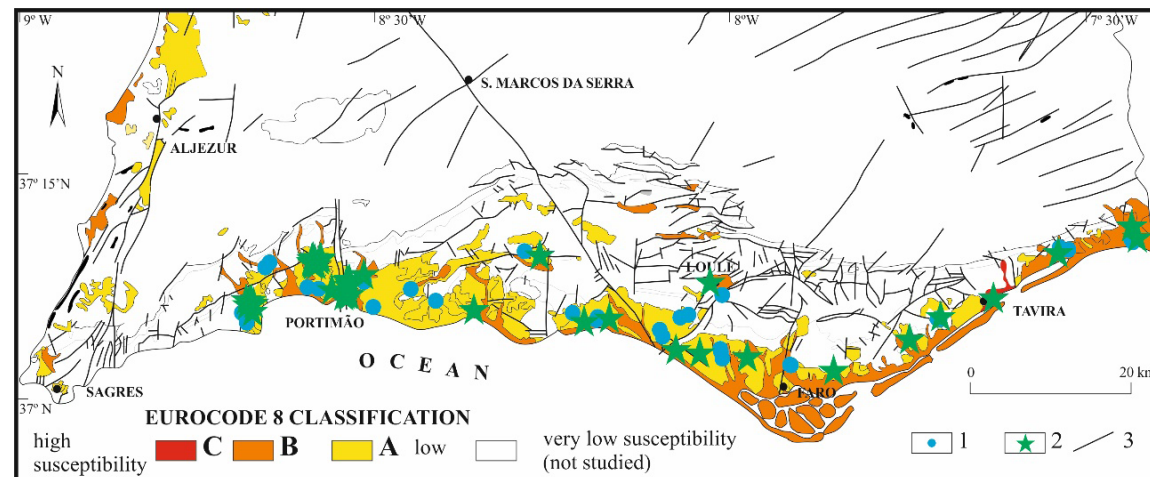 9° W
8° 30' W
8° W
7° 30' W
N
S. MARCOS DA SERRA
ALJEZUR
37° 15'N
LOULÉ
PORTIMÃO
TAVIRA
OCEAN
SAGRES
FARO
0 20 km
37° N
EUROCODE 8 CLASSIFICATION
high susceptibility C B A low very low susceptibility (not studied) 1 2 3